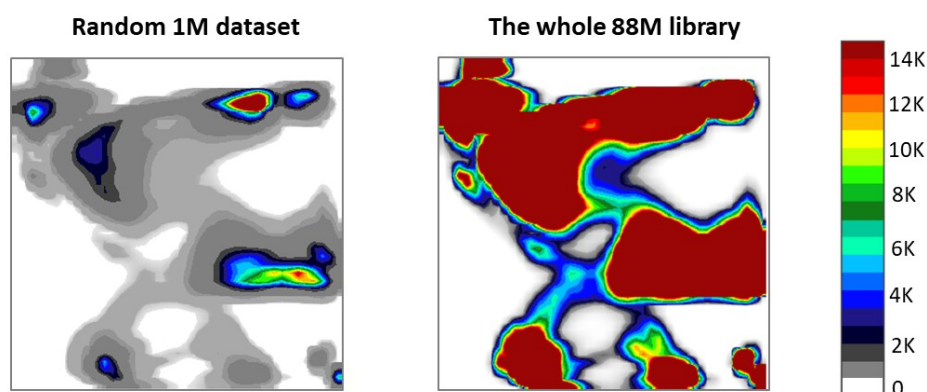 Random 1M dataset
The whole 88M library
14K
12K
10K
8K
6K
4K
2K
0